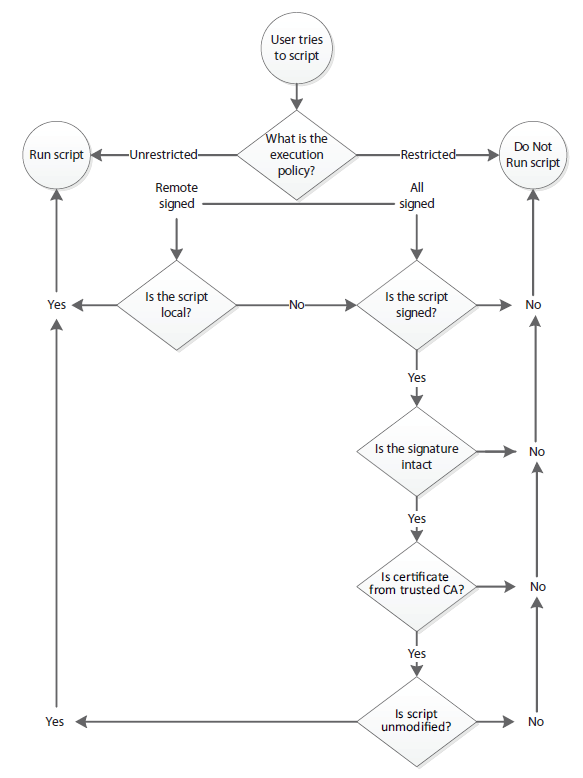 User tries
to script
What is the
execution
policy?
Run script
Unrestricted
Restricted
Do Not
Run script
Remote
signed
All
signed
Is the script
local?
Yes
No
Is the script
signed?
No
Yes
Is the signature
intact
No
Yes
Is certificate
from trusted CA?
No
Yes
Is script
unmodified?
Yes
No